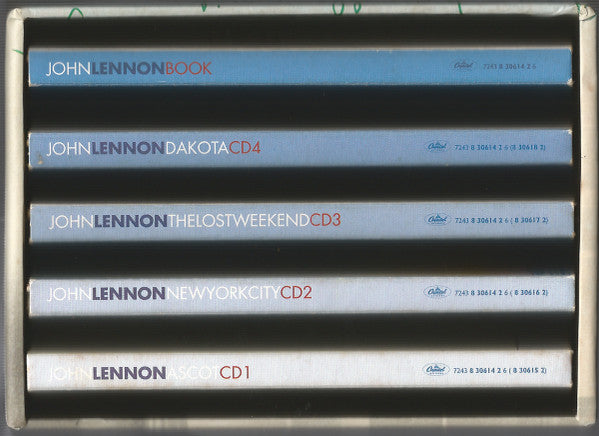 JOHNLENNONBOOK Capitol 7243 8 30614 2 6
JOHNLENNONDAKOTACD4 Capitol 7243 8 30614 2 6 (8 30618 2)
JOHNLENNONTHELOSTWEEKENDCD3 Capitol 7243 8 30614 2 6 ( 8 30617 2)
JOHNLENNONNEWYORKCITYCD2 Capitol 7243 8 30614 2 6 ( 8 30616 2)
JOHNLENNONASCOTCD1 Capitol 7243 8 30614 2 6 ( 8 30615 2)